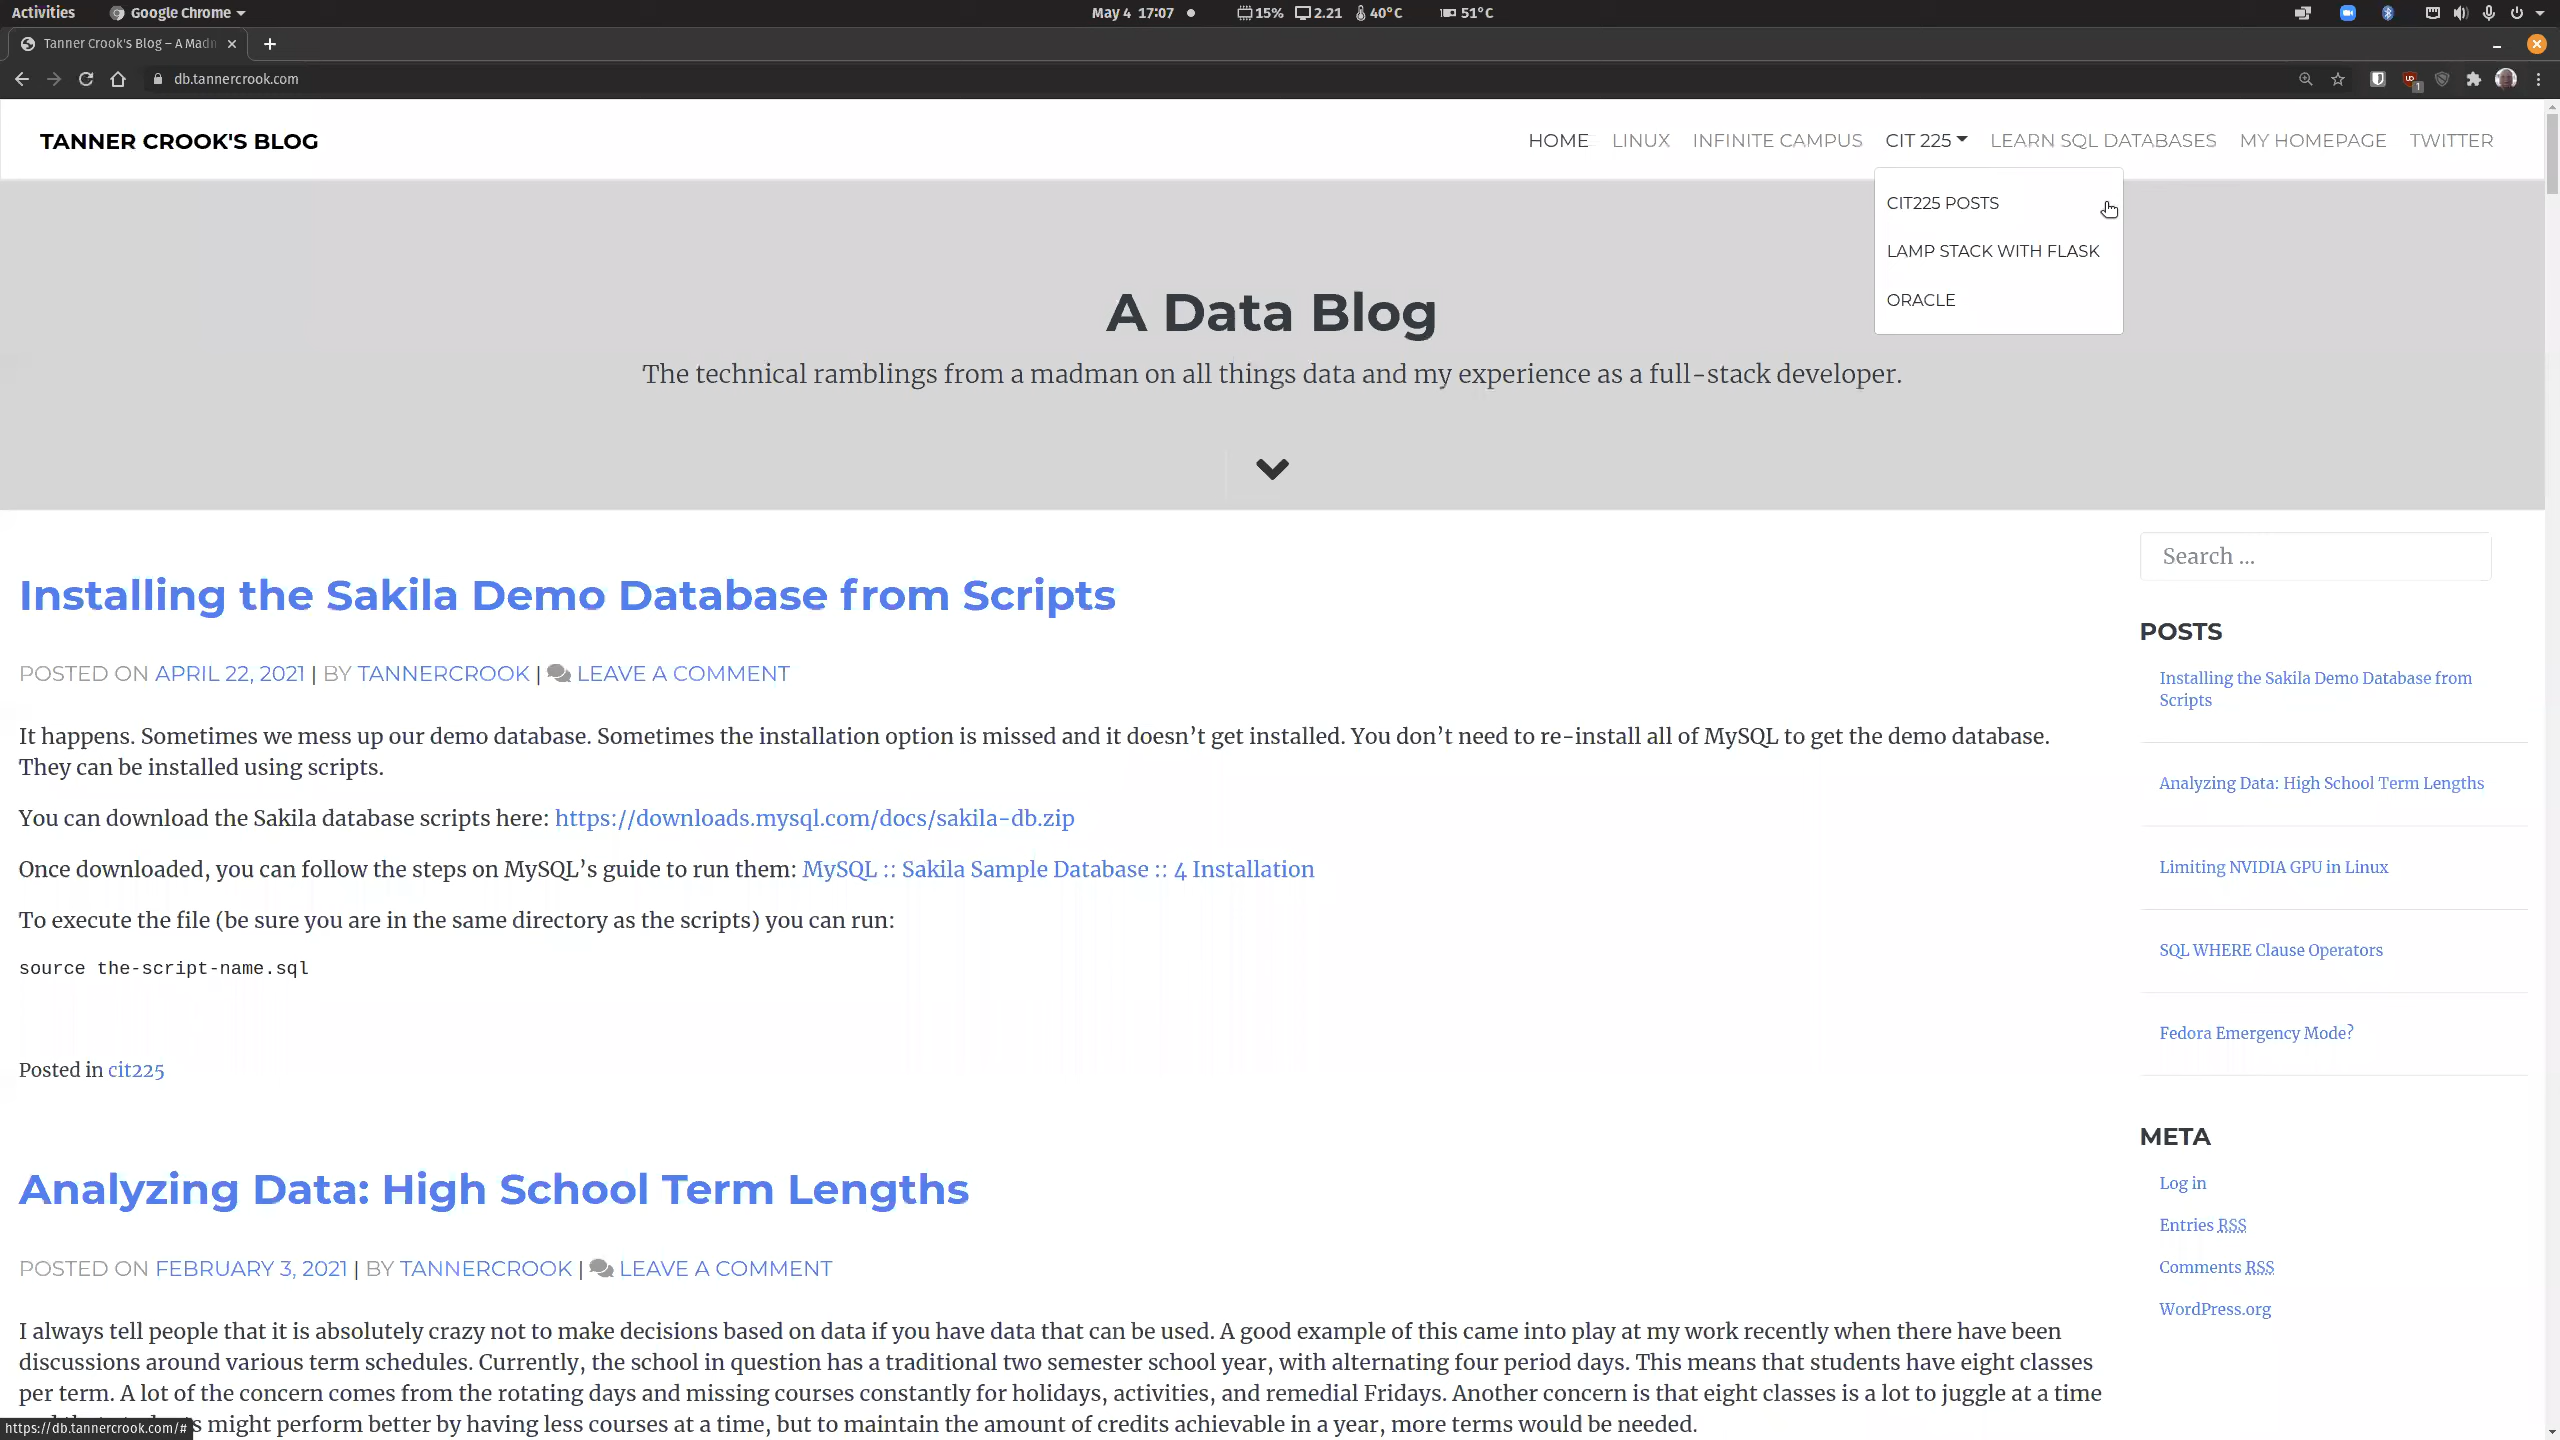 Activities
Google Chrome
May 4 17:07
15%
2.21
40°C
51°C
Tanner Crook's Blog – A Madn
db.tannercrook.com
TANNER CROOK'S BLOG
HOME
LINUX
INFINITE CAMPUS
CIT 225
LEARN SQL DATABASES
MY HOMEPAGE
TWITTER
CIT225 POSTS
LAMP STACK WITH FLASK
ORACLE
A Data Blog
The technical ramblings from a madman on all things data and my experience as a full-stack developer.
Installing the Sakila Demo Database from Scripts
POSTED ON APRIL 22, 2021 | BY TANNERCROOK | LEAVE A COMMENT
It happens. Sometimes we mess up our demo database. Sometimes the installation option is missed and it doesn’t get installed. You don’t need to re-install all of MySQL to get the demo database.
They can be installed using scripts.
You can download the Sakila database scripts here: https://downloads.mysql.com/docs/sakila-db.zip
Once downloaded, you can follow the steps on MySQL’s guide to run them: MySQL :: Sakila Sample Database :: 4 Installation
To execute the file (be sure you are in the same directory as the scripts) you can run:
source the-script-name.sql
Posted in cit225
Analyzing Data: High School Term Lengths
POSTED ON FEBRUARY 3, 2021 | BY TANNERCROOK | LEAVE A COMMENT
I always tell people that it is absolutely crazy not to make decisions based on data if you have data that can be used. A good example of this came into play at my work recently when there have been
discussions around various term schedules. Currently, the school in question has a traditional two semester school year, with alternating four period days. This means that students have eight classes
per term. A lot of the concern comes from the rotating days and missing courses constantly for holidays, activities, and remedial Fridays. Another concern is that eight classes is a lot to juggle at a time
might perform better by having less courses at a time, but to maintain the amount of credits achievable in a year, more terms would be needed.
https://db.tannercrook.com/#
Search ...
POSTS
Installing the Sakila Demo Database from
Scripts
Analyzing Data: High School Term Lengths
Limiting NVIDIA GPU in Linux
SQL WHERE Clause Operators
Fedora Emergency Mode?
META
Log in
Entries RSS
Comments RSS
WordPress.org